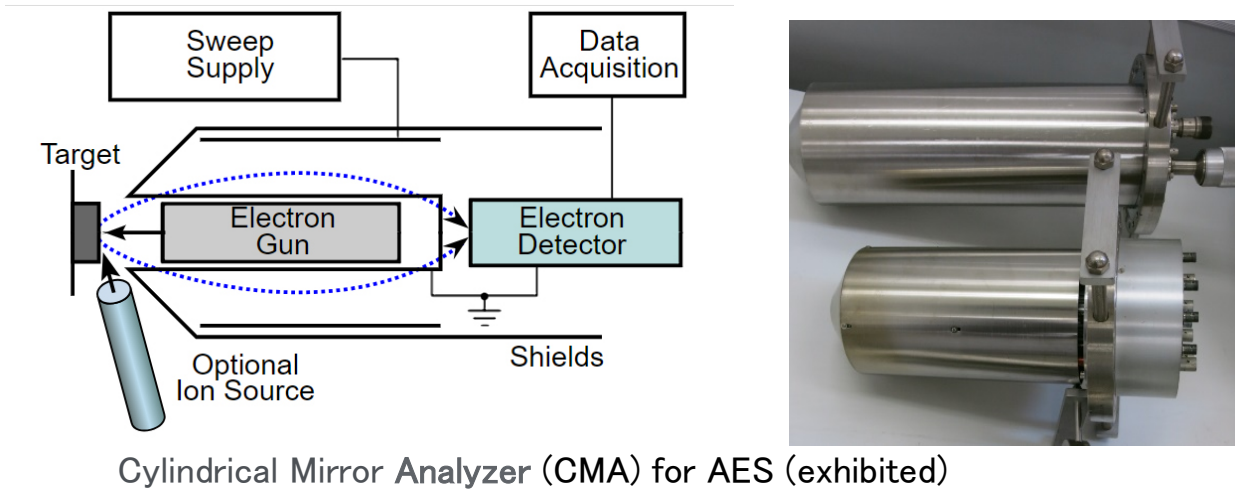 Sweep
Supply
Data
Acquisition
Target
Electron
Gun
Electron
Detector
Optional
Ion Source
Shields
Cylindrical Mirror Analyzer (CMA) for AES (exhibited)